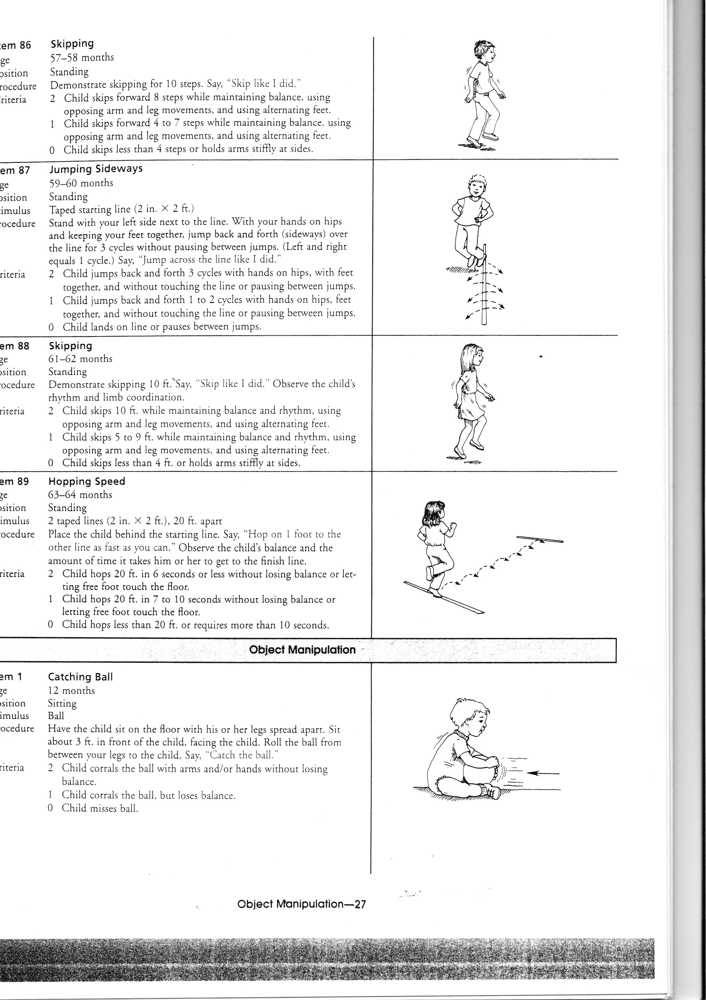 em 86 Skipping
ge 57–58 months
osition Standing
rocedure Demonstrate skipping for 10 steps. Say, “Skip like I did.”
riteria 2 Child skips forward 8 steps while maintaining balance, using
opposing arm and leg movements, and using alternating feet.
1 Child skips forward 4 to 7 steps while maintaining balance, using
opposing arm and leg movements, and using alternating feet.
0 Child skips less than 4 steps or holds arms stiffly at sides.
em 87 Jumping Sideways
ge 59–60 months
osition Standing
timulus Taped starting line (2 in. × 2 ft.)
rocedure Stand with your left side next to the line. With your hands on hips
and keeping your feet together, jump back and forth (sideways) over
the line for 3 cycles without pausing between jumps. (Left and right
equals 1 cycle.) Say, “Jump across the line like I did.”
riteria 2 Child jumps back and forth 3 cycles with hands on hips, with feet
together, and without touching the line or pausing between jumps.
1 Child jumps back and forth 1 to 2 cycles with hands on hips, feet
together, and without touching the line or pausing between jumps.
0 Child lands on line or pauses between jumps.
em 88 Skipping
ge 61–62 months
osition Standing
ocedure Demonstrate skipping 10 ft. Say, “Skip like I did.” Observe the child’s
rhythm and limb coordination.
riteria 2 Child skips 10 ft. while maintaining balance and rhythm, using
opposing arm and leg movements, and using alternating feet.
1 Child skips 5 to 9 ft. while maintaining balance and rhythm, using
opposing arm and leg movements, and using alternating feet.
0 Child skips less than 4 ft. or holds arms stiffly at sides.
em 89 Hopping Speed
ge 63–64 months
osition Standing
imulus 2 taped lines (2 in. × 2 ft.), 20 ft. apart
ocedure Place the child behind the starting line. Say, “Hop on 1 foot to the
other line as fast as you can.” Observe the child’s balance and the
amount of time it takes him or her to get to the finish line.
riteria 2 Child hops 20 ft. in 6 seconds or less without losing balance or let-
ting free foot touch the floor.
1 Child hops 20 ft. in 7 to 10 seconds without losing balance or
letting free foot touch the floor.
0 Child hops less than 20 ft. or requires more than 10 seconds.
Object Manipulation
em 1 Catching Ball
ge 12 months
osition Sitting
imulus Ball
ocedure Have the child sit on the floor with his or her legs spread apart. Sit
about 3 ft. in front of the child, facing the child. Roll the ball from
between your legs to the child. Say, “Catch the ball.”
riteria 2 Child corrals the ball with arms and/or hands without losing
balance.
1 Child corrals the ball, but loses balance.
0 Child misses ball.
Object Manipulation—27